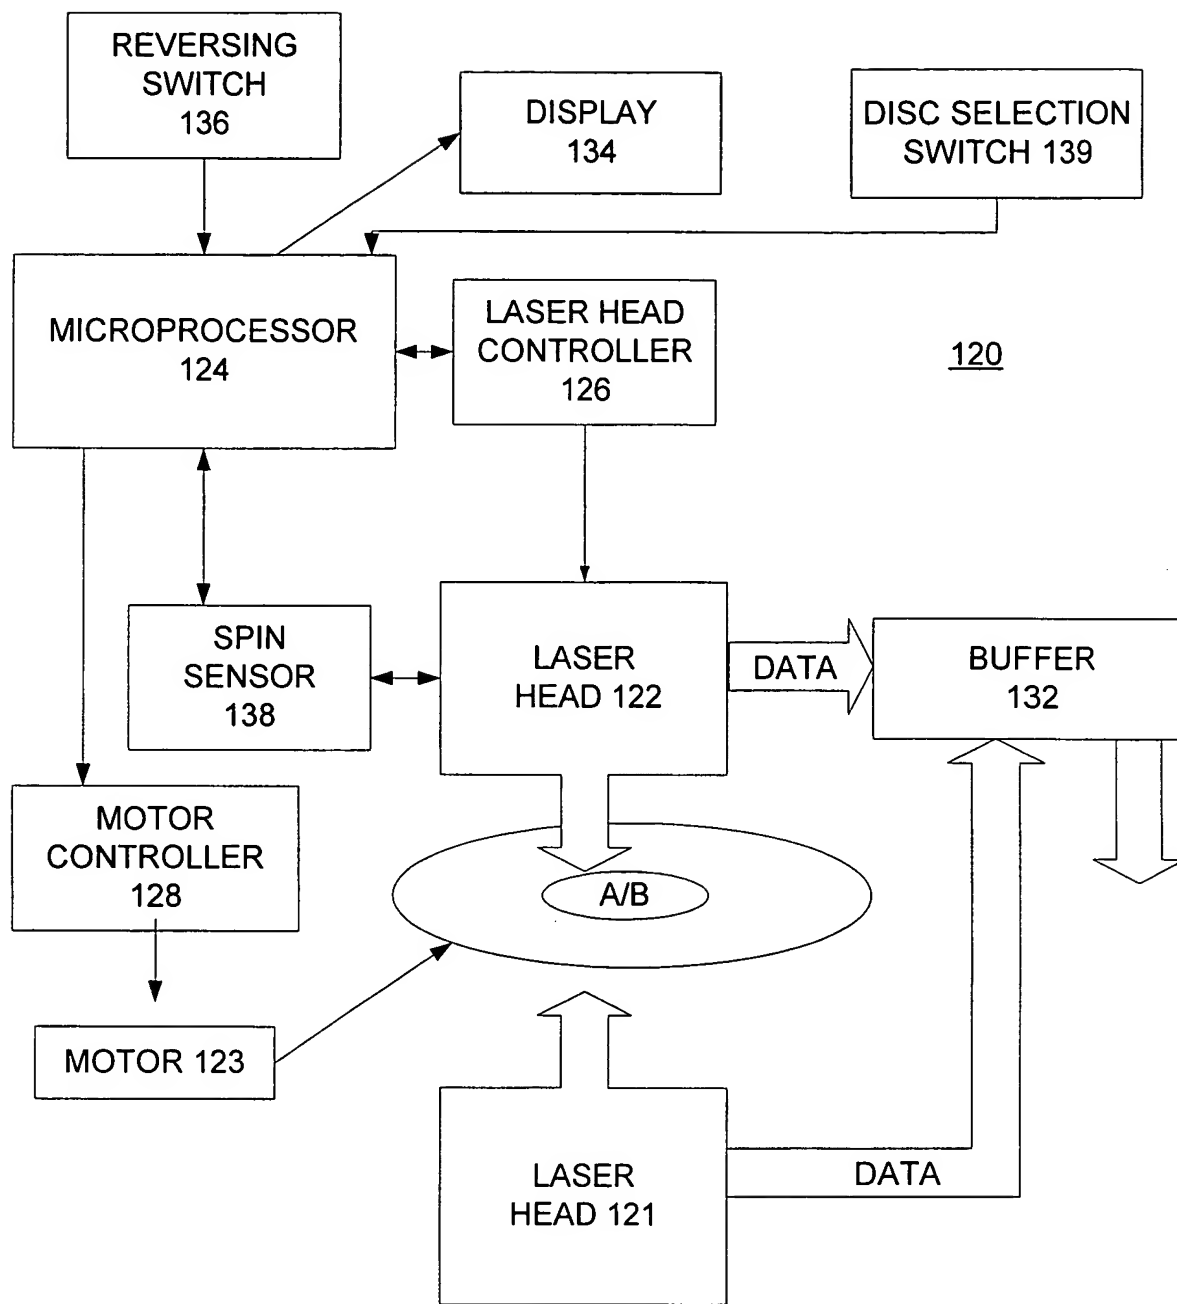 REVERSING
SWITCH
136
DISPLAY
134
DISC SELECTION
SWITCH 139
MICROPROCESSOR
124
LASER HEAD
CONTROLLER
126
120
SPIN
SENSOR
138
LASER
HEAD 122
DATA
BUFFER
132
MOTOR
CONTROLLER
128
A/B
MOTOR 123
LASER
HEAD 121
DATA